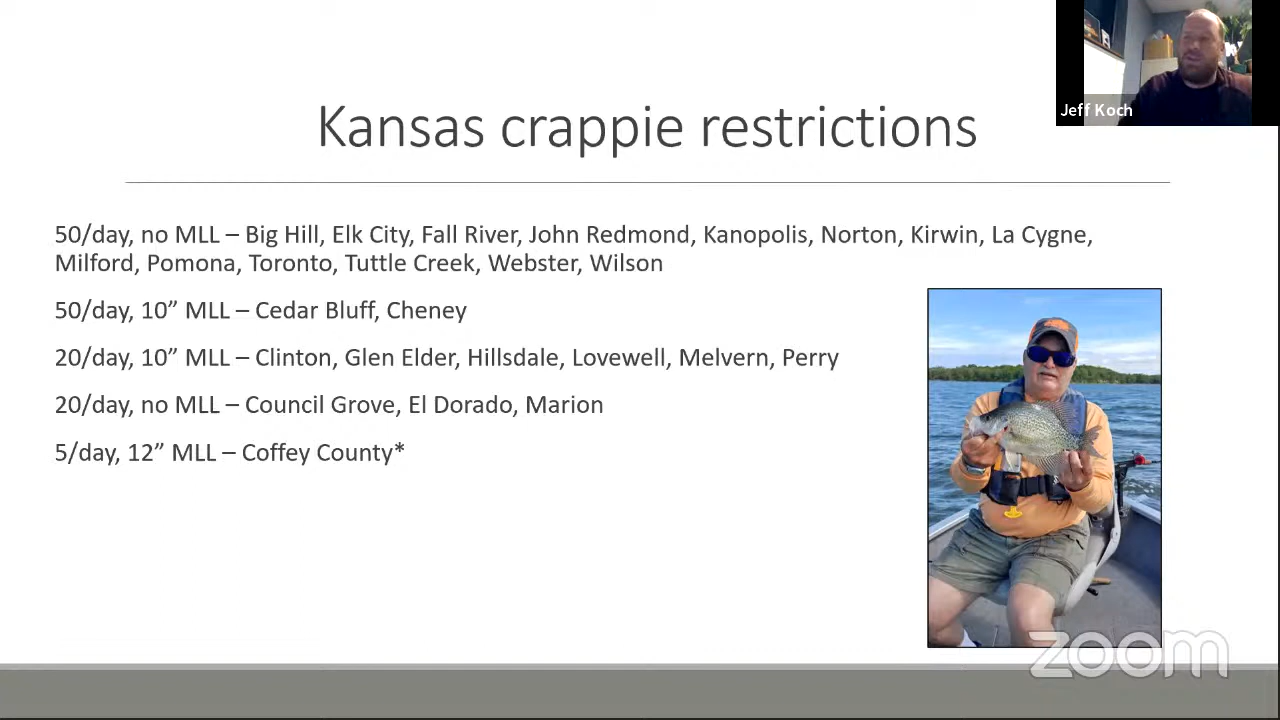 Jeff Koch
Kansas crappie restrictions
50/day, no MLL – Big Hill, Elk City, Fall River, John Redmond, Kanopolis, Norton, Kirwin, La Cygne,
Milford, Pomona, Toronto, Tuttle Creek, Webster, Wilson
50/day, 10” MLL – Cedar Bluff, Cheney
20/day, 10” MLL – Clinton, Glen Elder, Hillsdale, Lovewell, Melvern, Perry
20/day, no MLL – Council Grove, El Dorado, Marion
5/day, 12” MLL – Coffey County*
zoom